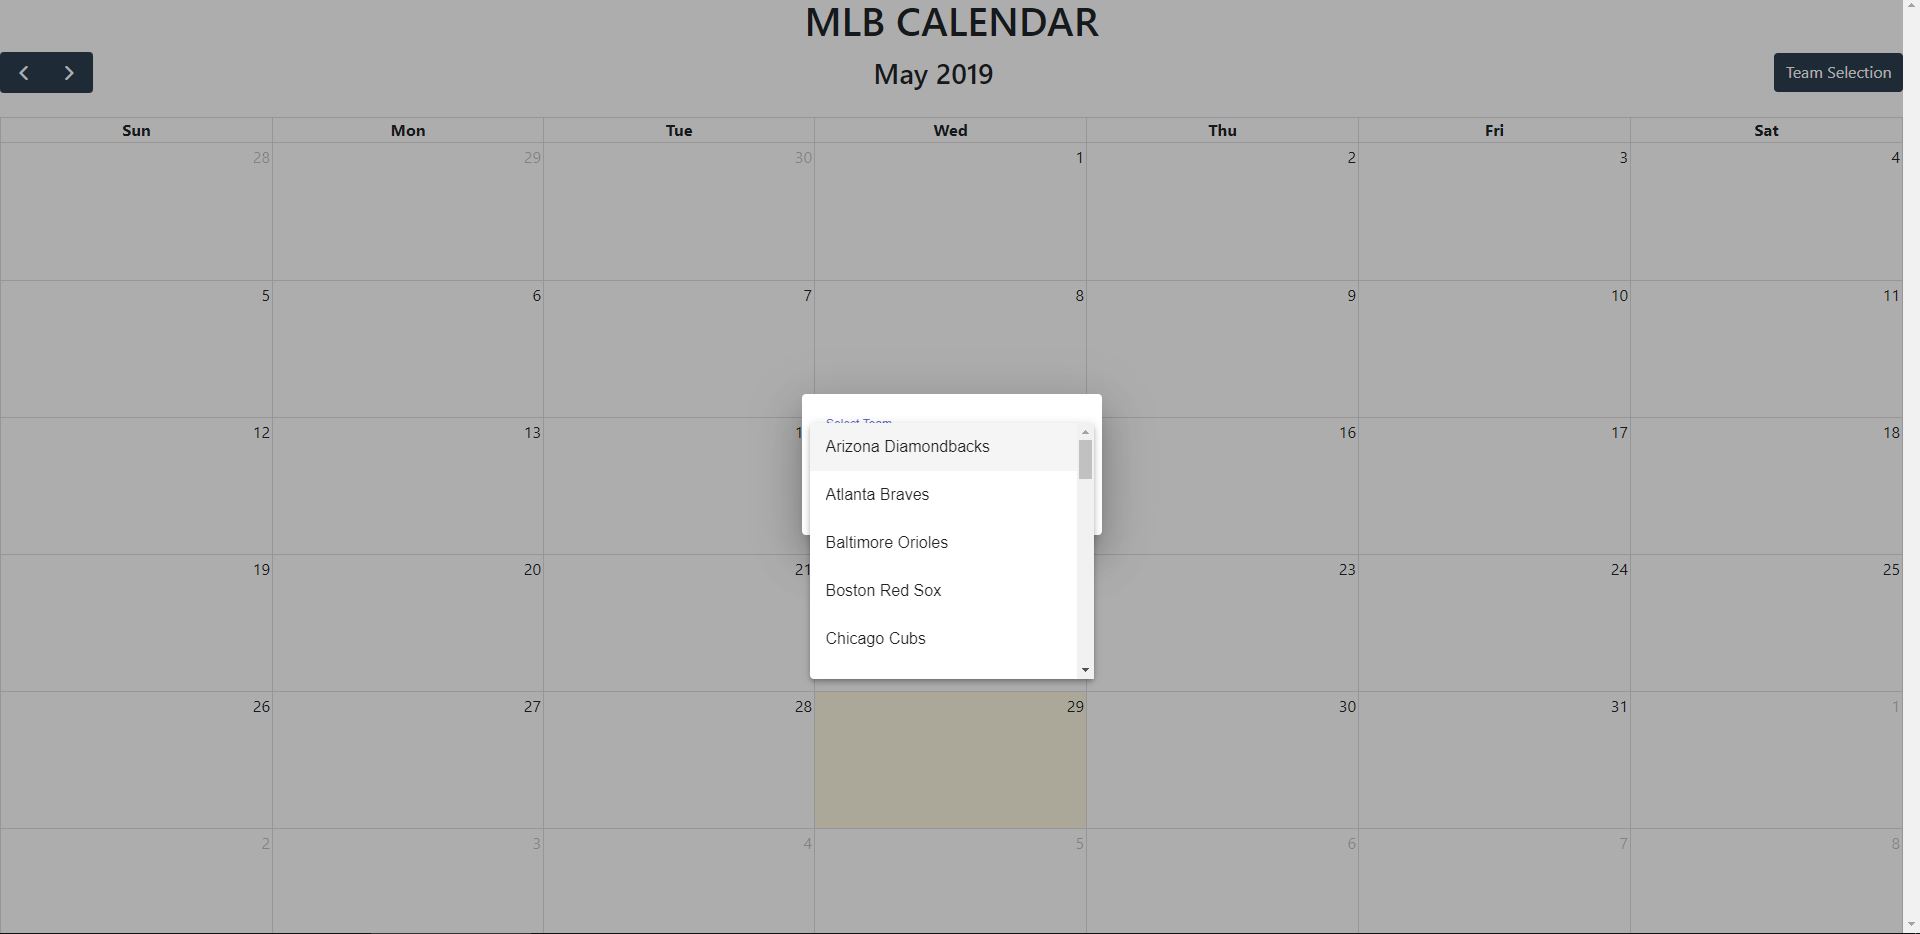 MLB CALENDAR
May 2019
Team Selection
Sun Mon Tue Wed Thu Fri Sat
28 29 30 1 2 3 4
5 6 7 8 9 10 11
Select Team
12 13 1 16 17 18
Arizona Diamondbacks
Atlanta Braves
Baltimore Orioles
19 20 21 23 24 25
Boston Red Sox
Chicago Cubs
26 27 28 29 30 31 1
2 3 4 5 6 7 8